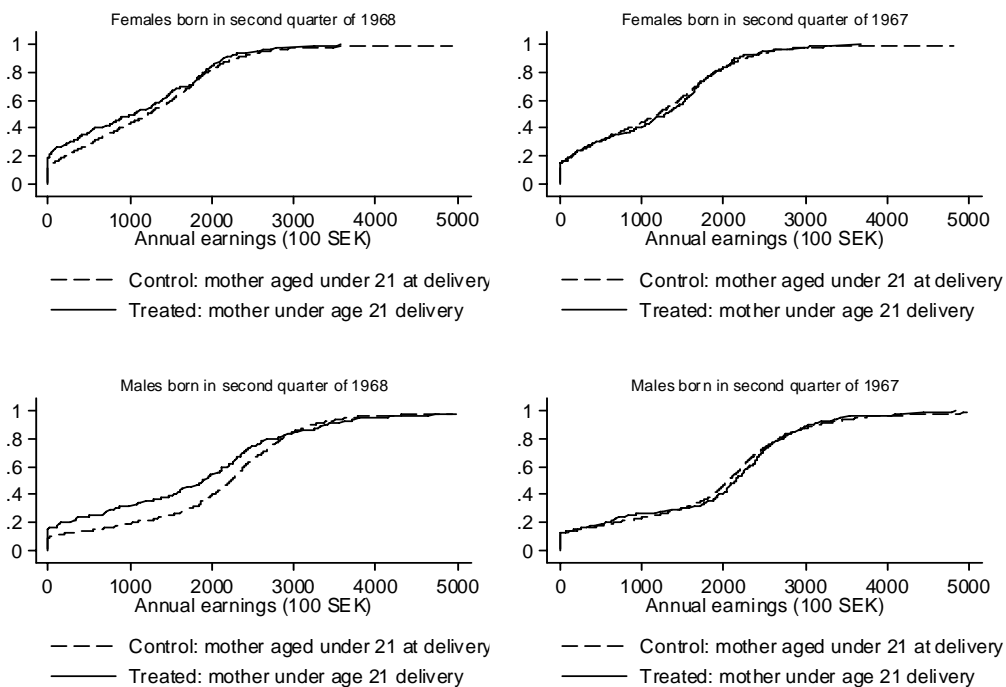 Females born in second quarter of 1968
1
.8
.6
.4
.2
0
0 1000 2000 3000 4000 5000
Annual earnings (100 SEK)
Control: mother aged under 21 at delivery
Treated: mother under age 21 delivery
Females born in second quarter of 1967
1
.8
.6
.4
.2
0
0 1000 2000 3000 4000 5000
Annual earnings (100 SEK)
Control: mother aged under 21 at delivery
Treated: mother under age 21 delivery
Males born in second quarter of 1968
1
.8
.6
.4
.2
0
0 1000 2000 3000 4000 5000
Annual earnings (100 SEK)
Control: mother aged under 21 at delivery
Treated: mother under age 21 delivery
Males born in second quarter of 1967
1
.8
.6
.4
.2
0
0 1000 2000 3000 4000 5000
Annual earnings (100 SEK)
Control: mother aged under 21 at delivery
Treated: mother under age 21 delivery